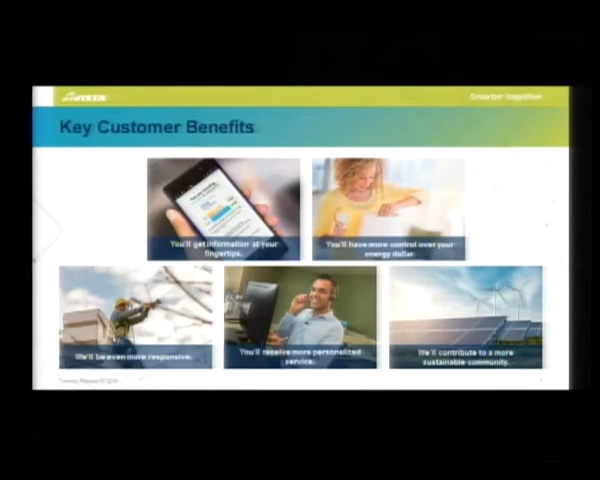 AVISTA
Smarter together.
Key Customer Benefits
You'll get information at your
fingertips.
You'll have more control over your
energy dollar.
We'll be even more responsive.
You'll receive more personalized
service.
We'll contribute to a more
sustainable community.